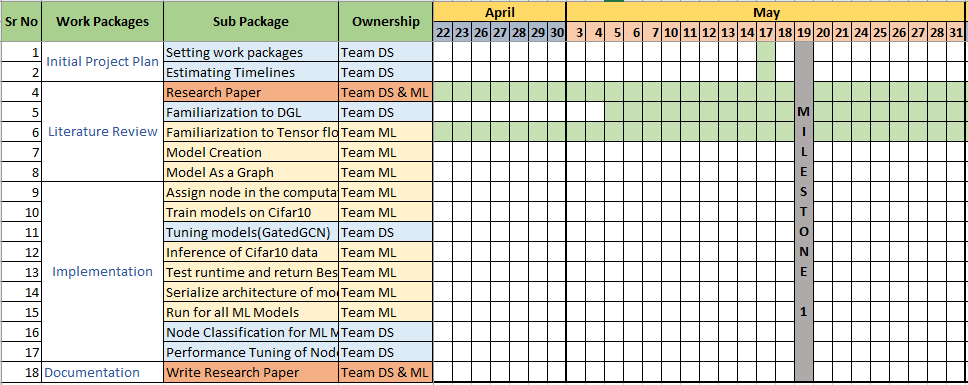 Sr No Work Packages Sub Package Ownership April May
22 23 26 27 28 29 30 3 4 5 6 7 10 11 12 13 14 17 18 19 20 21 24 25 26 27 28 31
1 Initial Project Plan Setting work packages Team DS
2 Estimating Timelines Team DS
4 Research Paper Team DS & ML
5 Familiarization to DGL Team DS
6 Literature Review Familiarization to Tensor flo Team ML
7 Model Creation Team ML
8 Model As a Graph Team ML
9 Assign node in the computat Team ML
10 Train models on Cifar10 Team ML
11 Tuning models(GatedGCN) Team DS
12 Inference of Cifar10 data Team ML
13 Implementation Test runtime and return Bes Team ML
14 Serialize architecture of mod Team ML
15 Run for all ML Models Team ML
16 Node Classification for ML M Team DS
17 Performance Tuning of Node Team DS
18 Documentation Write Research Paper Team DS & ML
MILESTONE 1